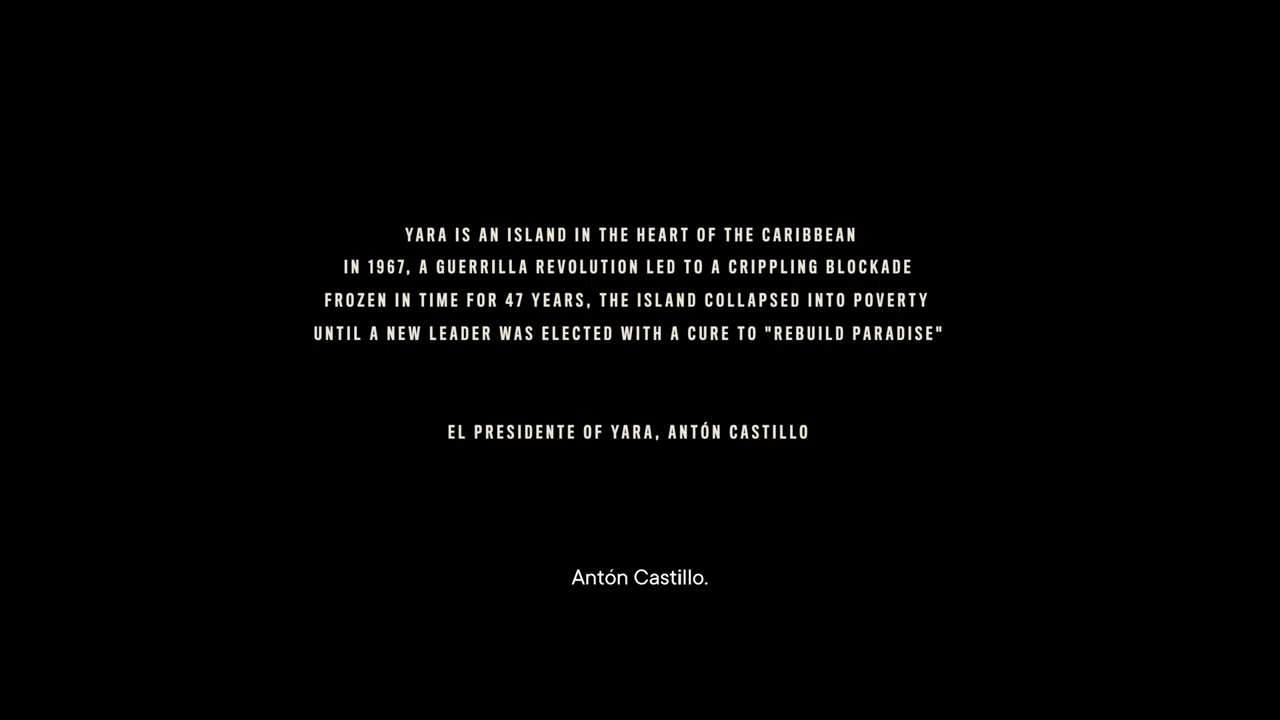 YARA IS AN ISLAND IN THE HEART OF THE CARIBBEAN
IN 1967, A GUERRILLA REVOLUTION LED TO A CRIPPLING BLOCKADE
FROZEN IN TIME FOR 47 YEARS, THE ISLAND COLLAPSED INTO POVERTY
UNTIL A NEW LEADER WAS ELECTED WITH A CURE TO "REBUILD PARADISE"
EL PRESIDENTE OF YARA, ANTÓN CASTILLO
Antón Castillo.